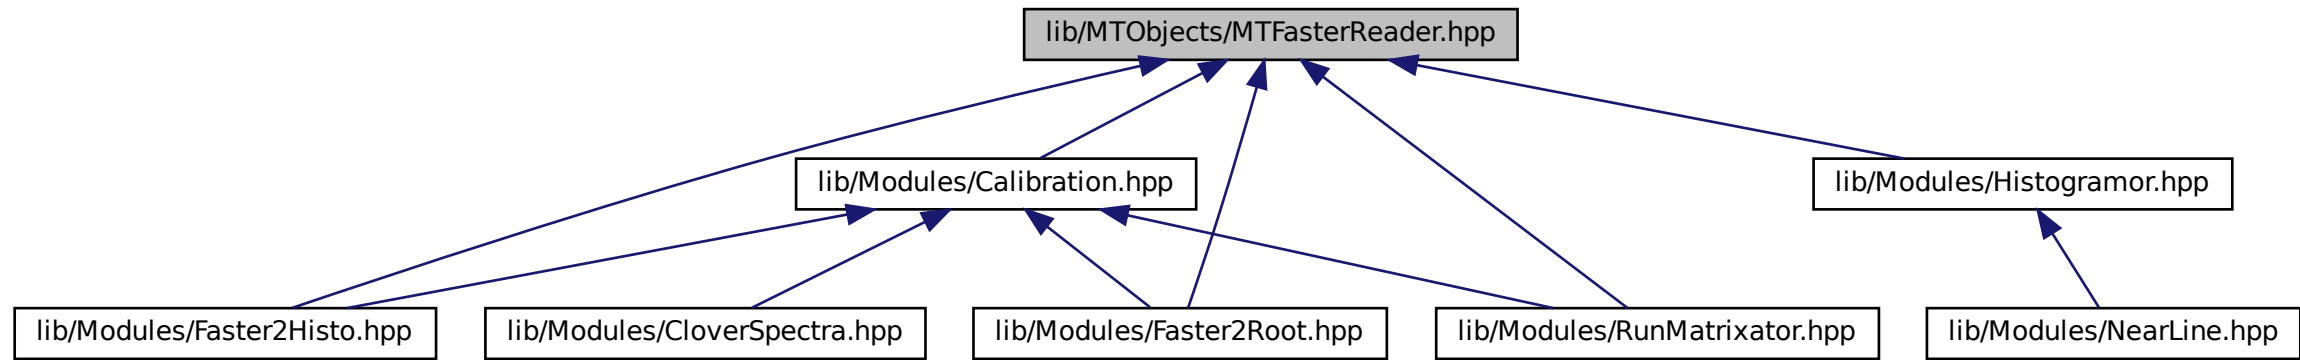 lib/MTObjects/MTFasterReader.hpp
lib/Modules/Calibration.hpp
lib/Modules/Histogramor.hpp
lib/Modules/Faster2Histo.hpp
lib/Modules/CloverSpectra.hpp
lib/Modules/Faster2Root.hpp
lib/Modules/RunMatrixator.hpp
lib/Modules/NearLine.hpp